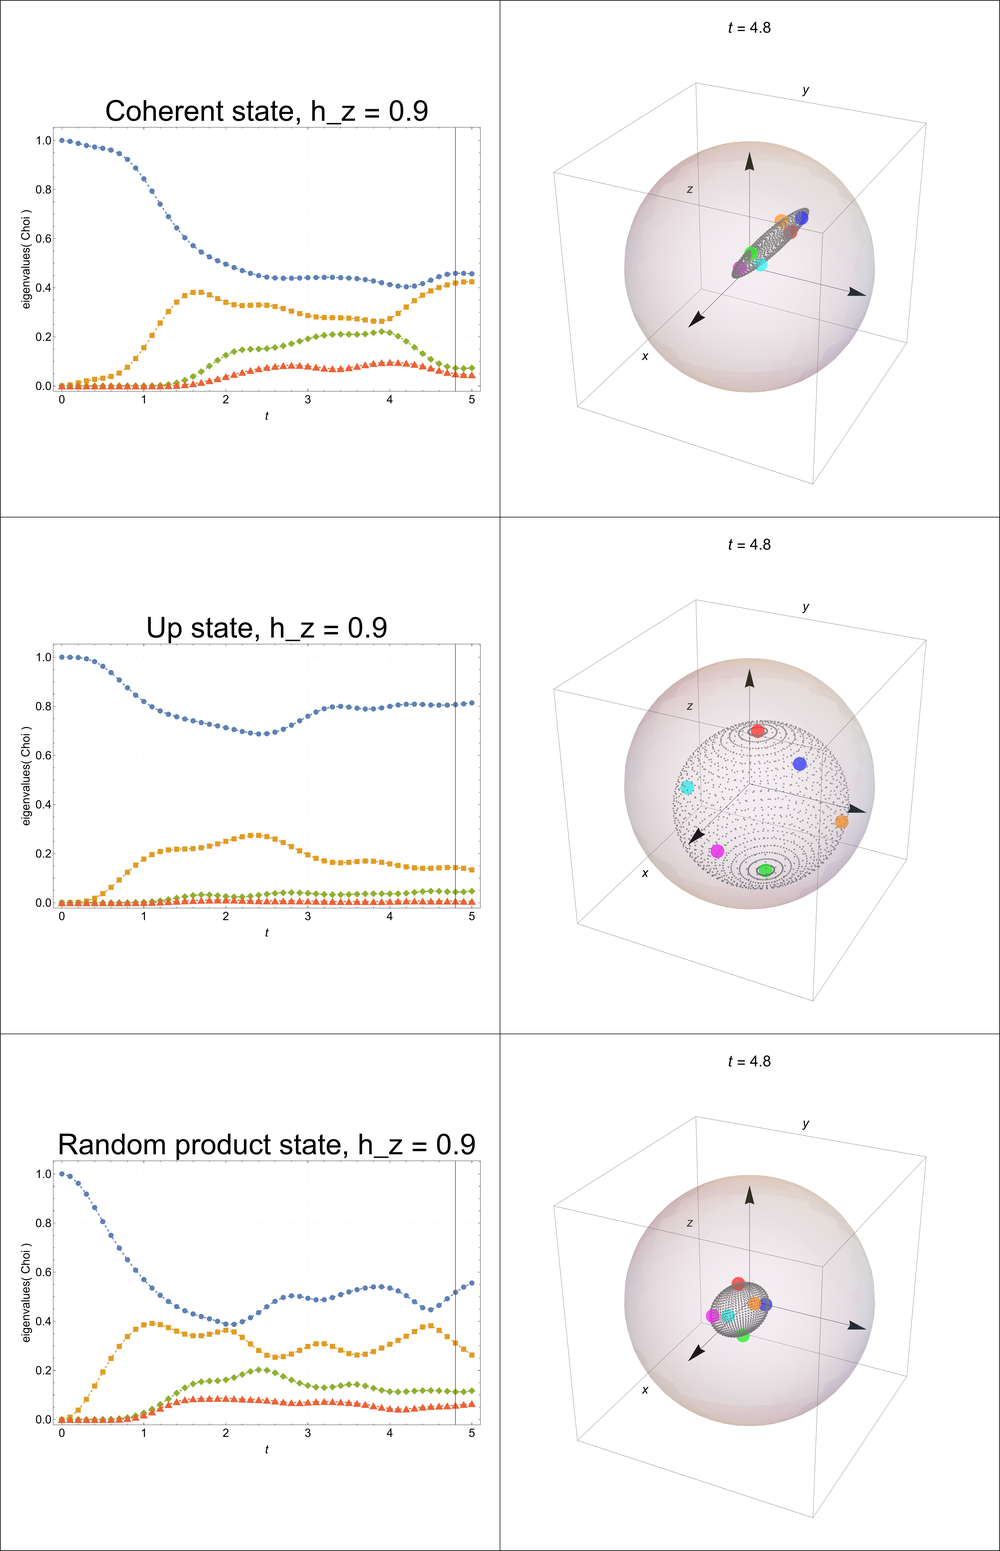 Coherent state, h_z = 0.9
eigenvalues( Choi )
1.0
0.8
0.6
0.4
0.2
0.0
0 1 2 3 4 5
t
t = 4.8
y
z
x
Up state, h_z = 0.9
eigenvalues( Choi )
1.0
0.8
0.6
0.4
0.2
0.0
0 1 2 3 4 5
t
t = 4.8
y
z
x
Random product state, h_z = 0.9
eigenvalues( Choi )
1.0
0.8
0.6
0.4
0.2
0.0
0 1 2 3 4 5
t
t = 4.8
y
z
x